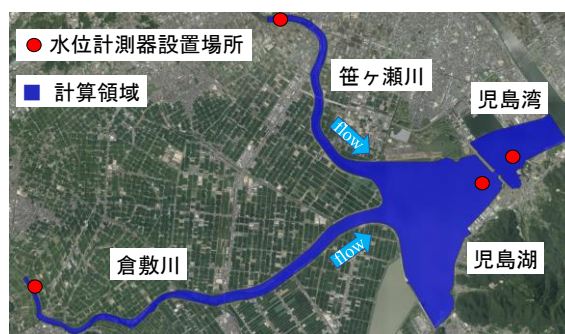 水位計測器設置場所
計算領域
笹ヶ瀬川
児島湾
flow
倉敷川
flow
児島湖